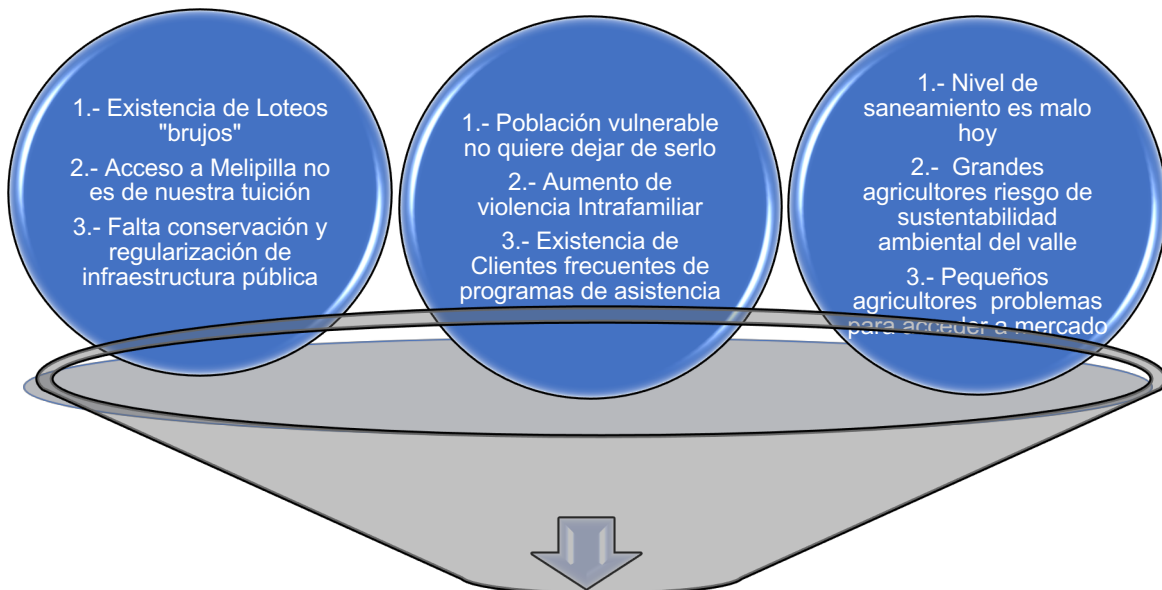 1.- Existencia de Loteos
"brujos"
2.- Acceso a Melipilla no
es de nuestra tuición
3.- Falta conservación y
regularización de
infraestructura pública
1.- Población vulnerable
no quiere dejar de serlo
2.- Aumento de
violencia Intrafamiliar
3.- Existencia de
Clientes frecuentes de
programas de asistencia
1.- Nivel de
saneamiento es malo
hoy
2.- Grandes
agricultores riesgo de
sustentabilidad
ambiental del valle
3.- Pequeños
agricultores problemas
para acceder a mercado